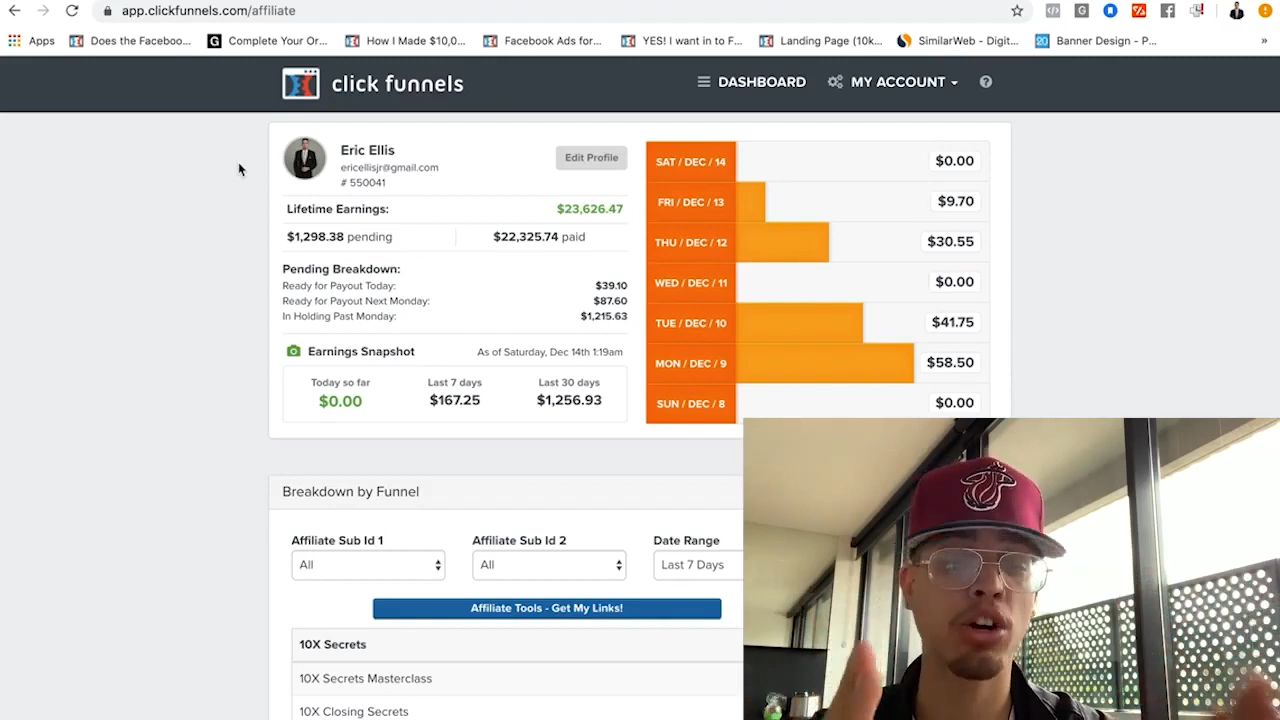 app.clickfunnels.com/affiliate
Apps
Does the Faceboo...
G Complete Your Or...
How I Made $10,0...
Facebook Ads for...
YES! I want in to F...
Landing Page (10k...
SimilarWeb - Digit...
20 Banner Design - P...
»
click funnels
DASHBOARD
MY ACCOUNT
?
Eric Ellis
ericellisjr@gmail.com
# 550041
Edit Profile
Lifetime Earnings: $23,626.47
$1,298.38 pending $22,325.74 paid
Pending Breakdown:
Ready for Payout Today: $39.10
Ready for Payout Next Monday: $87.60
In Holding Past Monday: $1,215.63
Earnings Snapshot As of Saturday, Dec 14th 1:19am
Today so far Last 7 days Last 30 days
$0.00 $167.25 $1,256.93
SAT / DEC / 14 $0.00
FRI / DEC / 13 $9.70
THU / DEC / 12 $30.55
WED / DEC / 11 $0.00
TUE / DEC / 10 $41.75
MON / DEC / 9 $58.50
SUN / DEC / 8 $0.00
Breakdown by Funnel
Affiliate Sub Id 1 Affiliate Sub Id 2 Date Range
All All Last 7 Days
Affiliate Tools - Get My Links!
10X Secrets
10X Secrets Masterclass
10X Closing Secrets